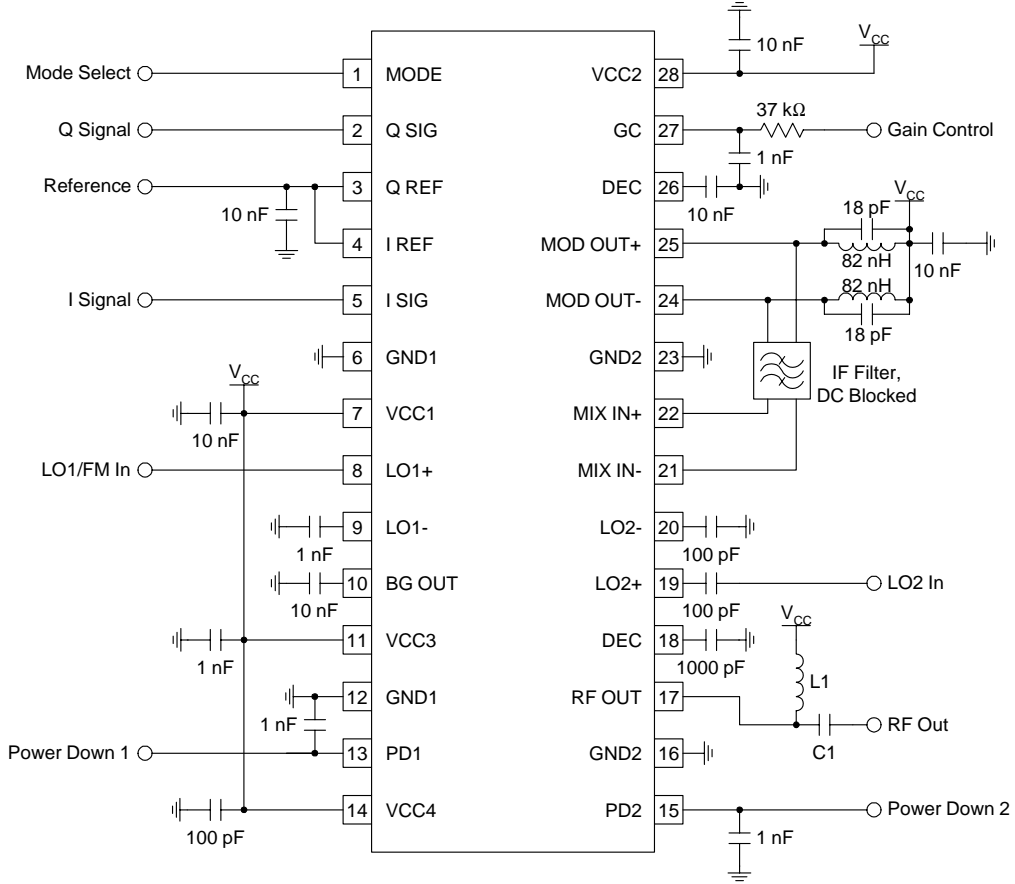 10 nF
V_CC
Mode Select
1
MODE
VCC2
28
Q Signal
2
Q SIG
GC
27
37 kΩ
Gain Control
1 nF
Reference
3
Q REF
DEC
26
10 nF
10 nF
4
I REF
MOD OUT+
25
18 pF
V_CC
82 nH
10 nF
I Signal
5
I SIG
MOD OUT-
24
82 nH
18 pF
6
GND1
GND2
23
IF Filter,
DC Blocked
V_CC
10 nF
7
VCC1
MIX IN+
22
LO1/FM In
8
LO1+
MIX IN-
21
1 nF
9
LO1-
LO2-
20
100 pF
10 nF
10
BG OUT
LO2+
19
100 pF
LO2 In
1 nF
11
VCC3
DEC
18
1000 pF
V_CC
L1
12
GND1
RF OUT
17
C1
RF Out
1 nF
Power Down 1
13
PD1
GND2
16
100 pF
14
VCC4
PD2
15
Power Down 2
1 nF